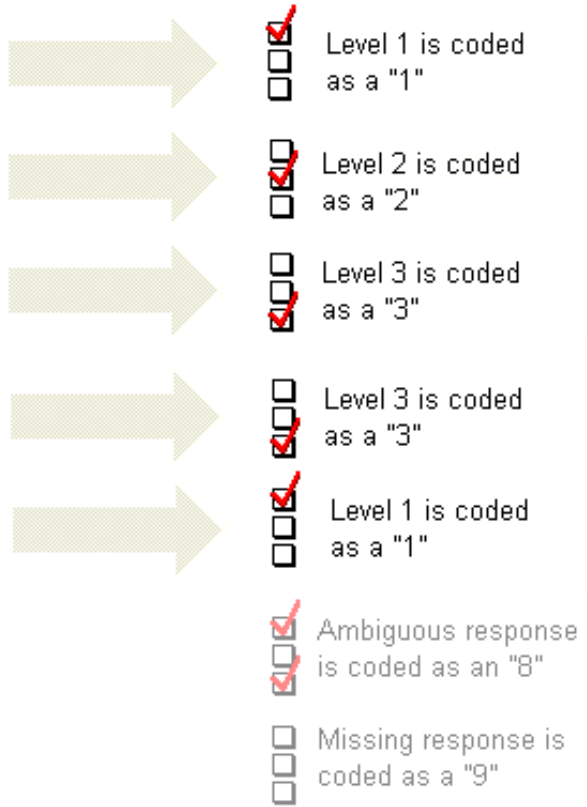 Level 1 is coded
as a "1"
Level 2 is coded
as a "2"
Level 3 is coded
as a "3"
Level 3 is coded
as a "3"
Level 1 is coded
as a "1"
Ambiguous response
is coded as an "8"
Missing response is
coded as a "9"